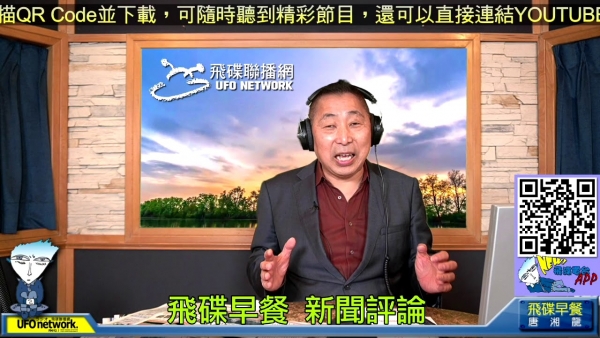 描QR Code並下載，可隨時聽到精彩節目，還可以直接連結YOUTUBE
飛碟聯播網
UFO NETWORK
APP
飛碟早餐 新聞評論
UFO network.
飛碟早餐
唐湘龍